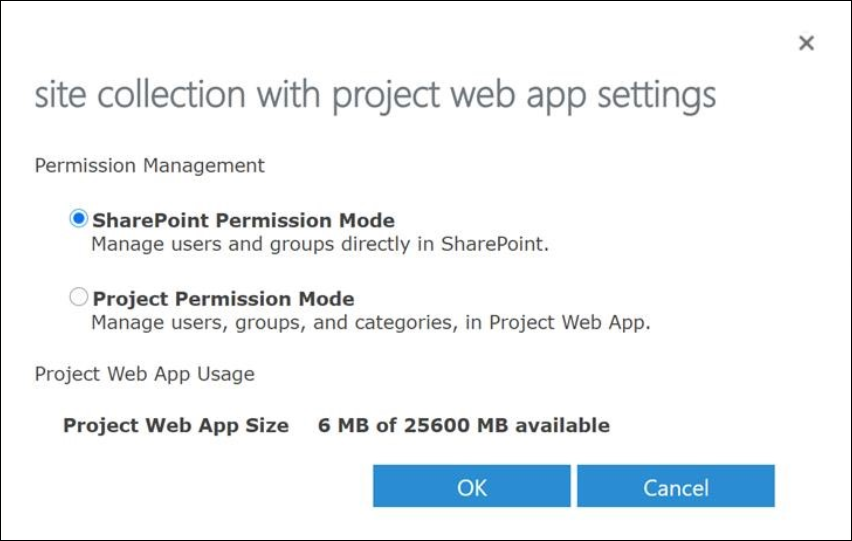 ×
site collection with project web app settings
Permission Management
SharePoint Permission Mode
Manage users and groups directly in SharePoint.
Project Permission Mode
Manage users, groups, and categories, in Project Web App.
Project Web App Usage
Project Web App Size 6 MB of 25600 MB available
OK Cancel